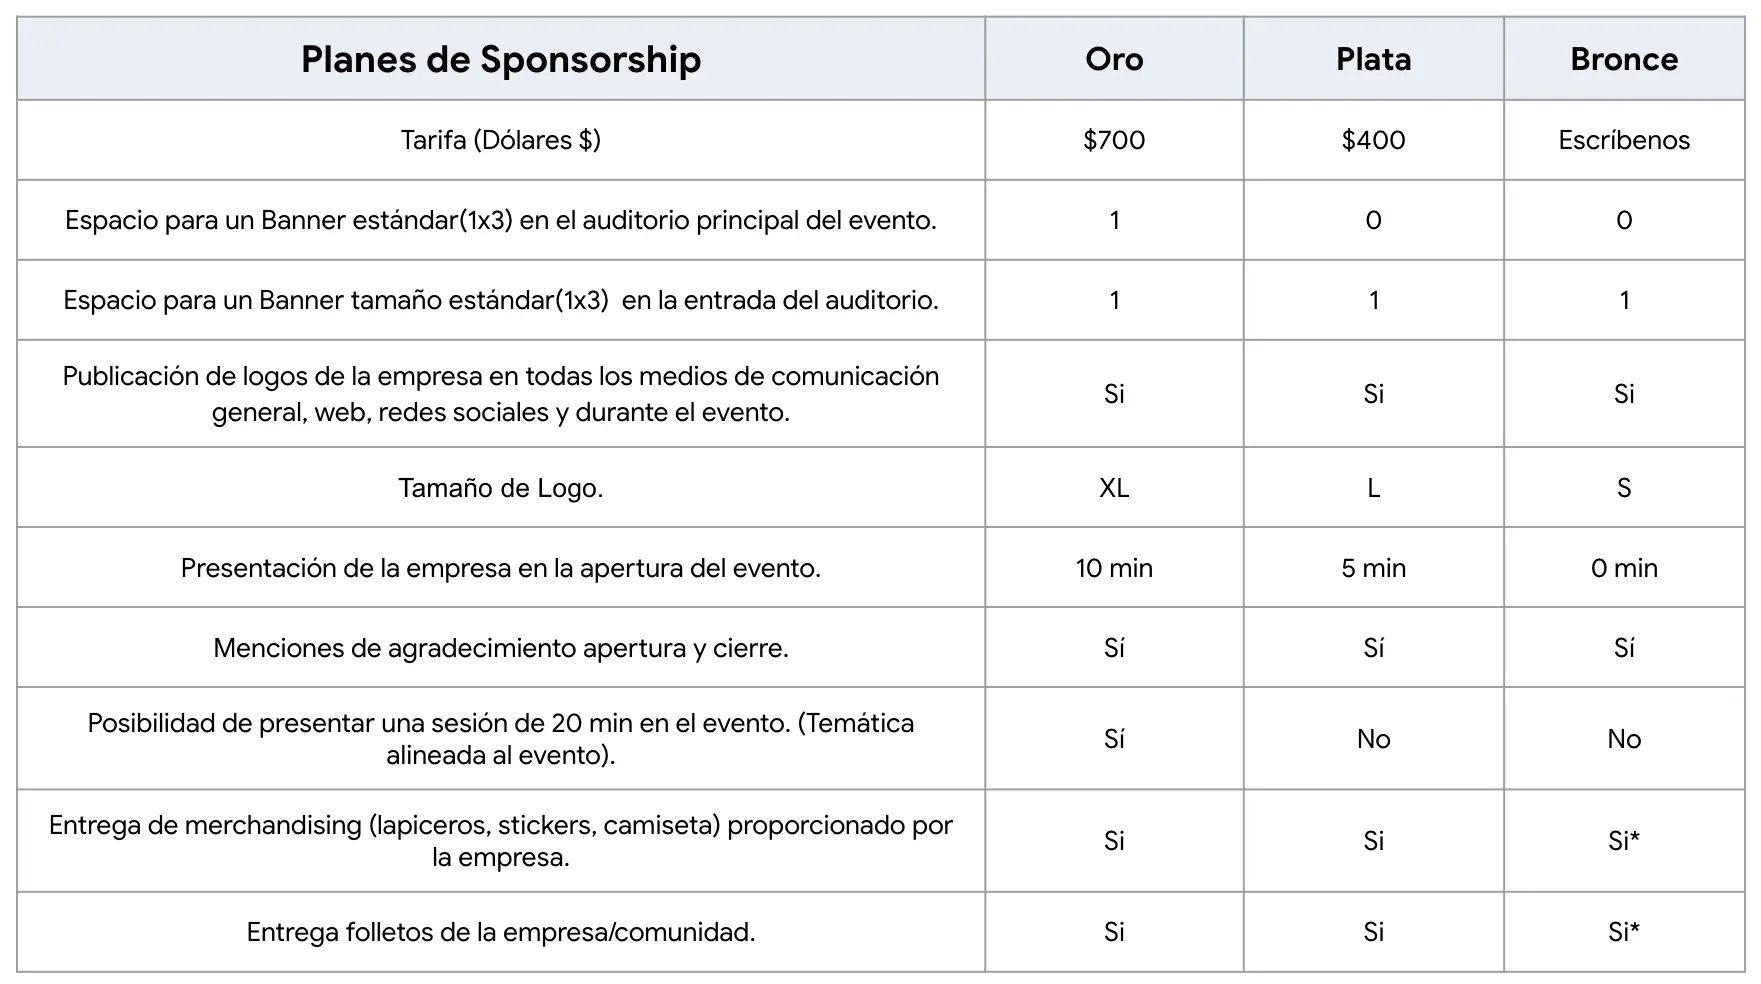 Planes de Sponsorship Oro Plata Bronce
Tarifa (Dólares $) $700 $400 Escríbenos
Espacio para un Banner estándar(1x3) en el auditorio principal del evento. 1 0 0
Espacio para un Banner tamaño estándar(1x3)  en la entrada del auditorio. 1 1 1
Publicación de logos de la empresa en todas los medios de comunicación
general, web, redes sociales y durante el evento. Si Si Si
Tamaño de Logo. XL L S
Presentación de la empresa en la apertura del evento. 10 min 5 min 0 min
Menciones de agradecimiento apertura y cierre. Sí Sí Sí
Posibilidad de presentar una sesión de 20 min en el evento. (Temática
alineada al evento). Sí No No
Entrega de merchandising (lapiceros, stickers, camiseta) proporcionado por
la empresa. Si Si Si*
Entrega folletos de la empresa/comunidad. Si Si Si*